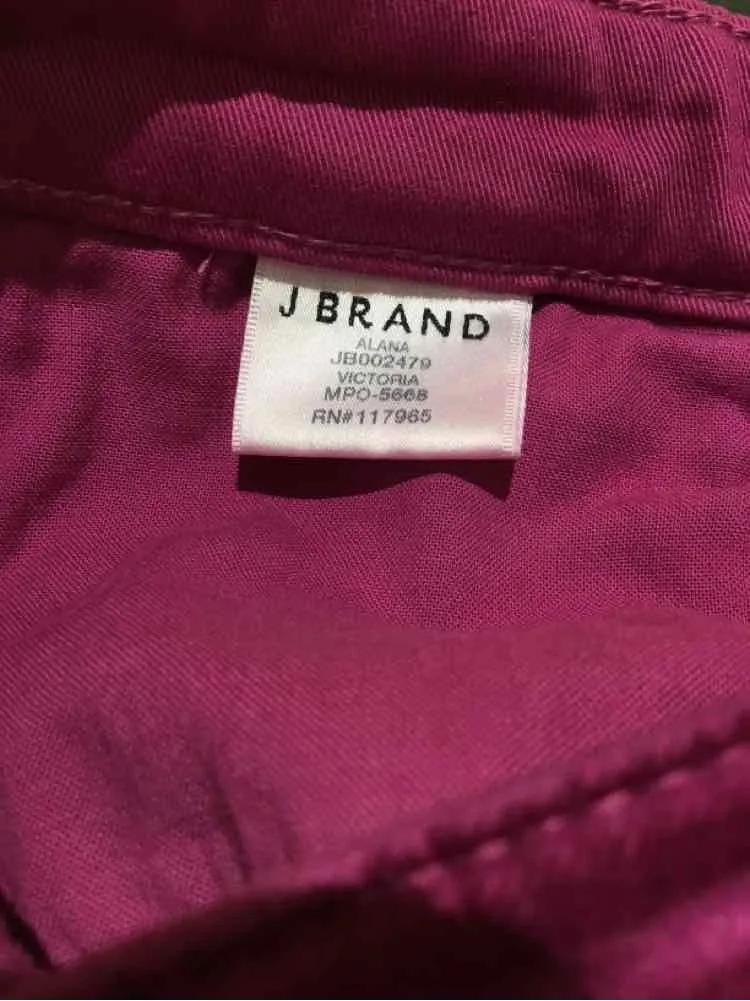 J BRAND
ALANA
JB002479
VICTORIA
MPO-5668
RN#117965